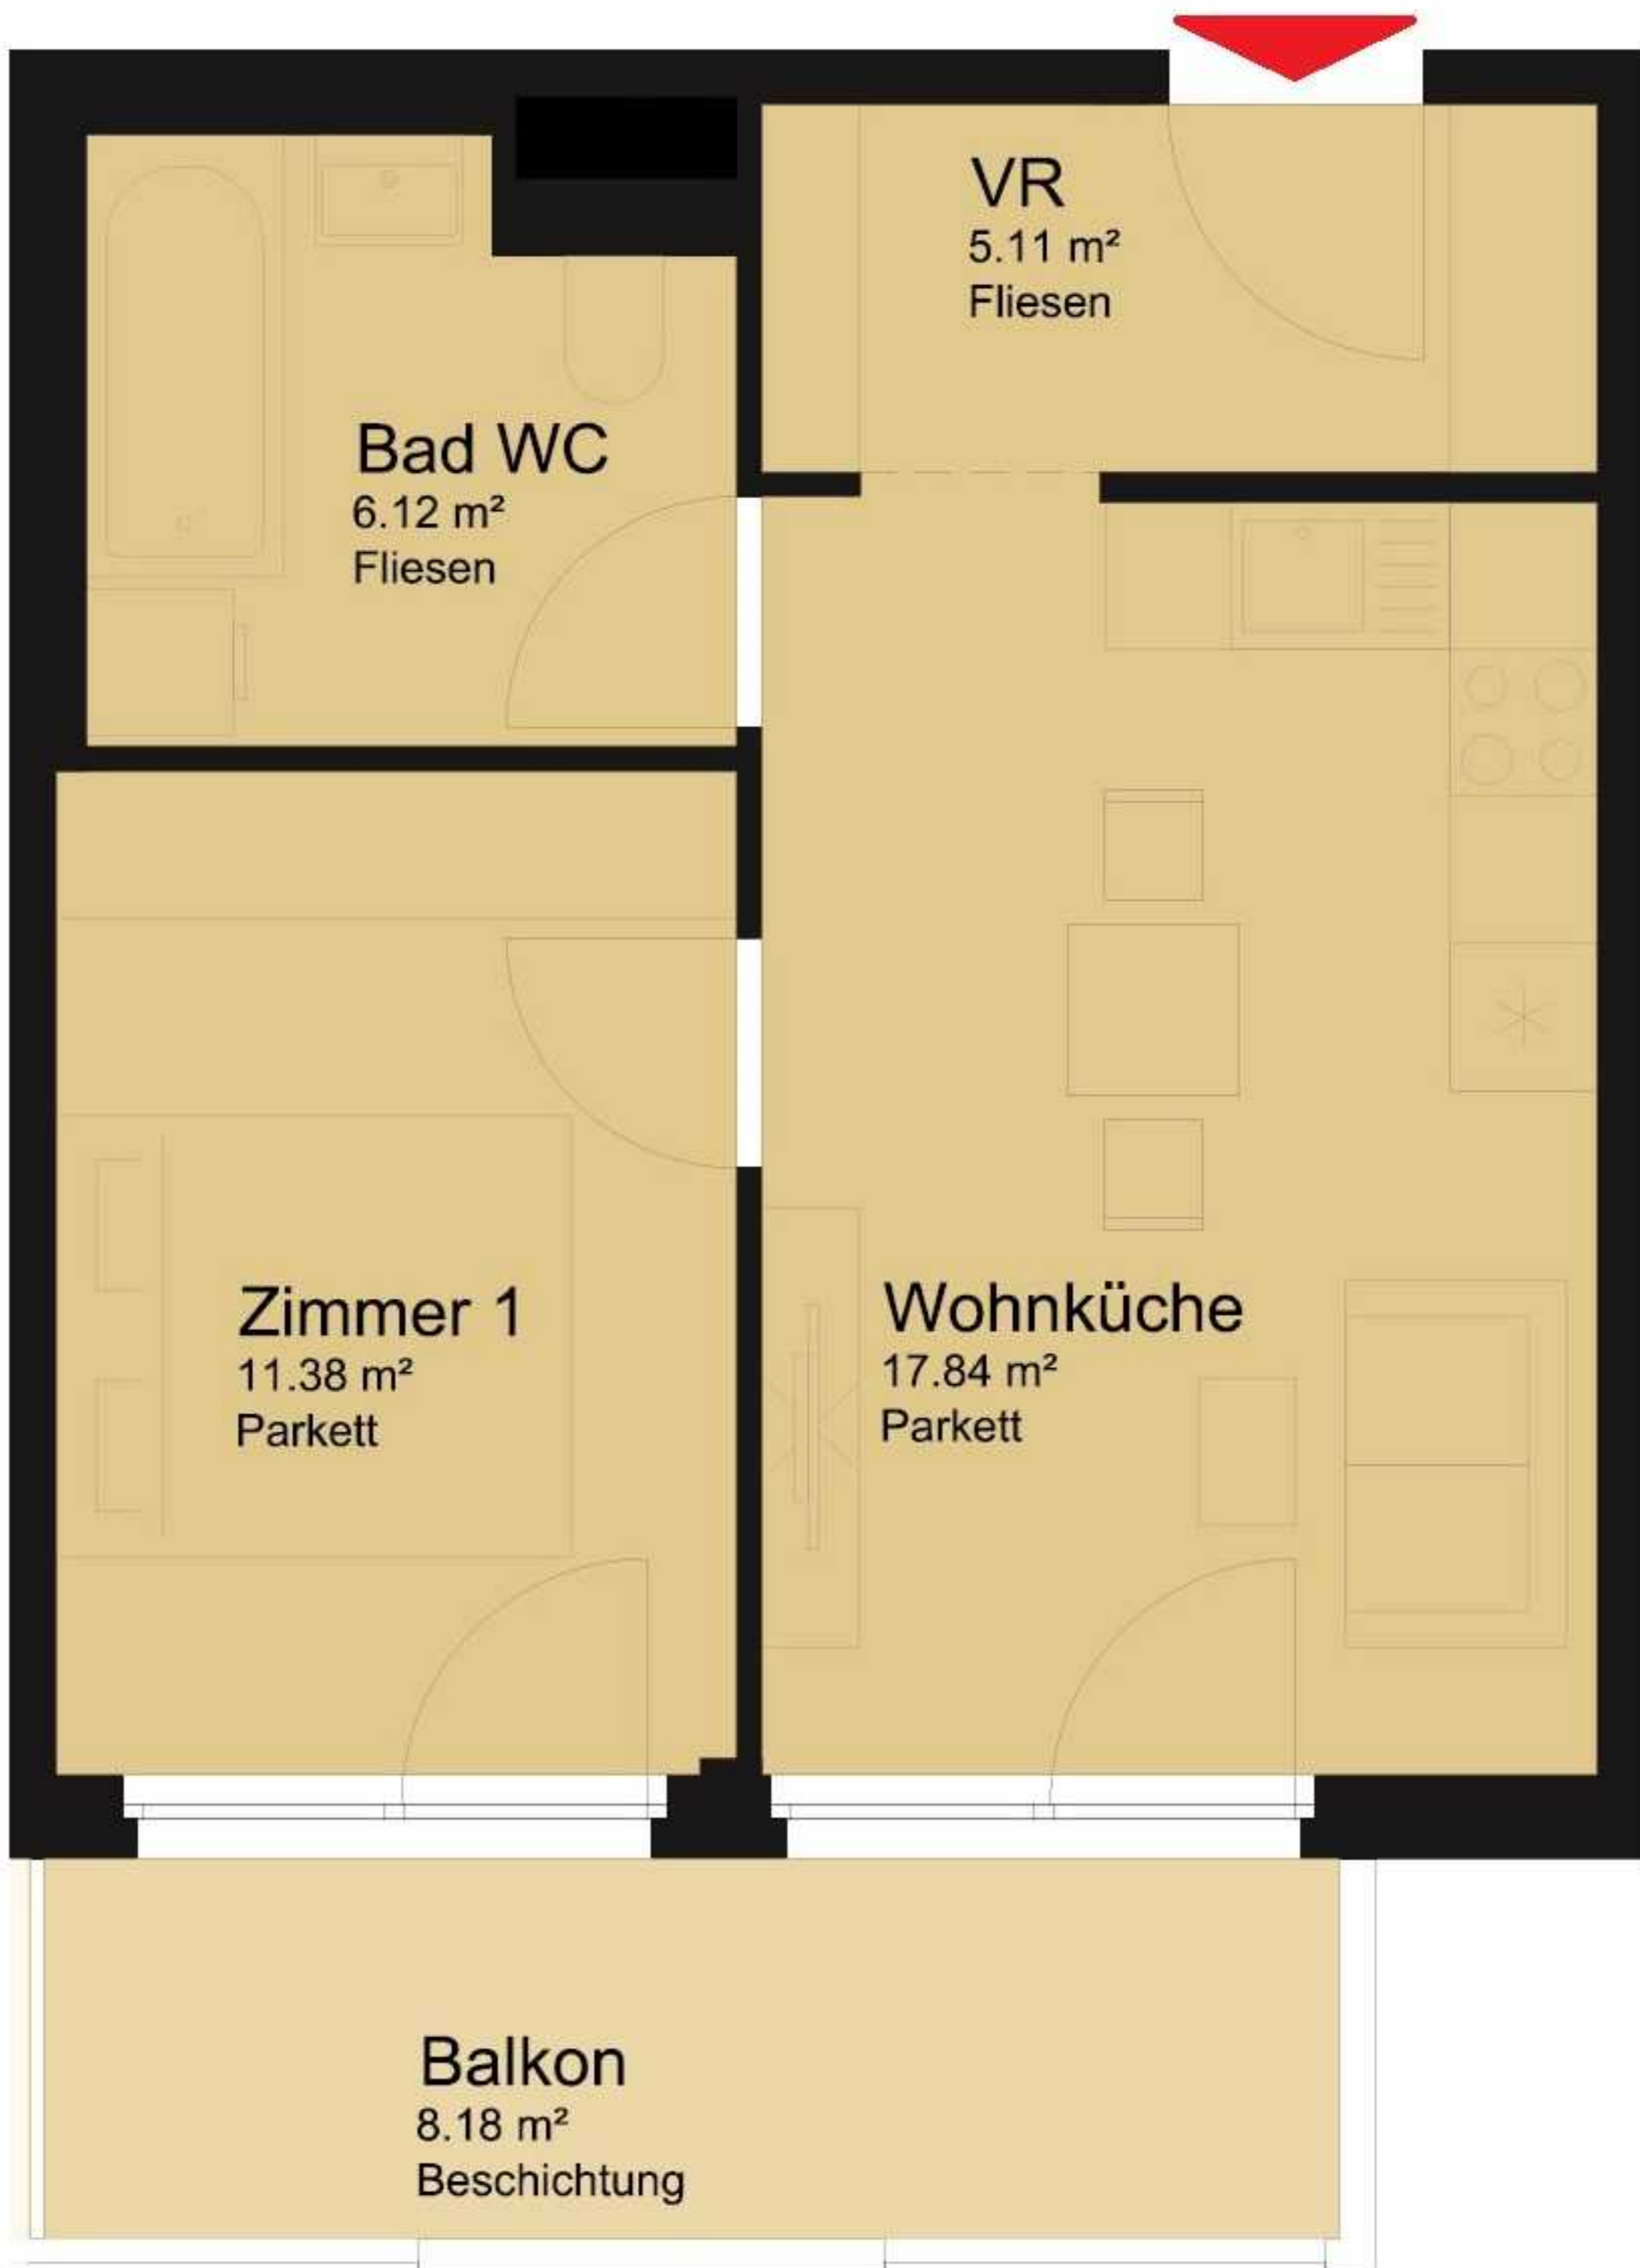 VR
5.11 m²
Fliesen
Bad WC
6.12 m²
Fliesen
Zimmer 1
11.38 m²
Parkett
Wohnküche
17.84 m²
Parkett
Balkon
8.18 m²
Beschichtung